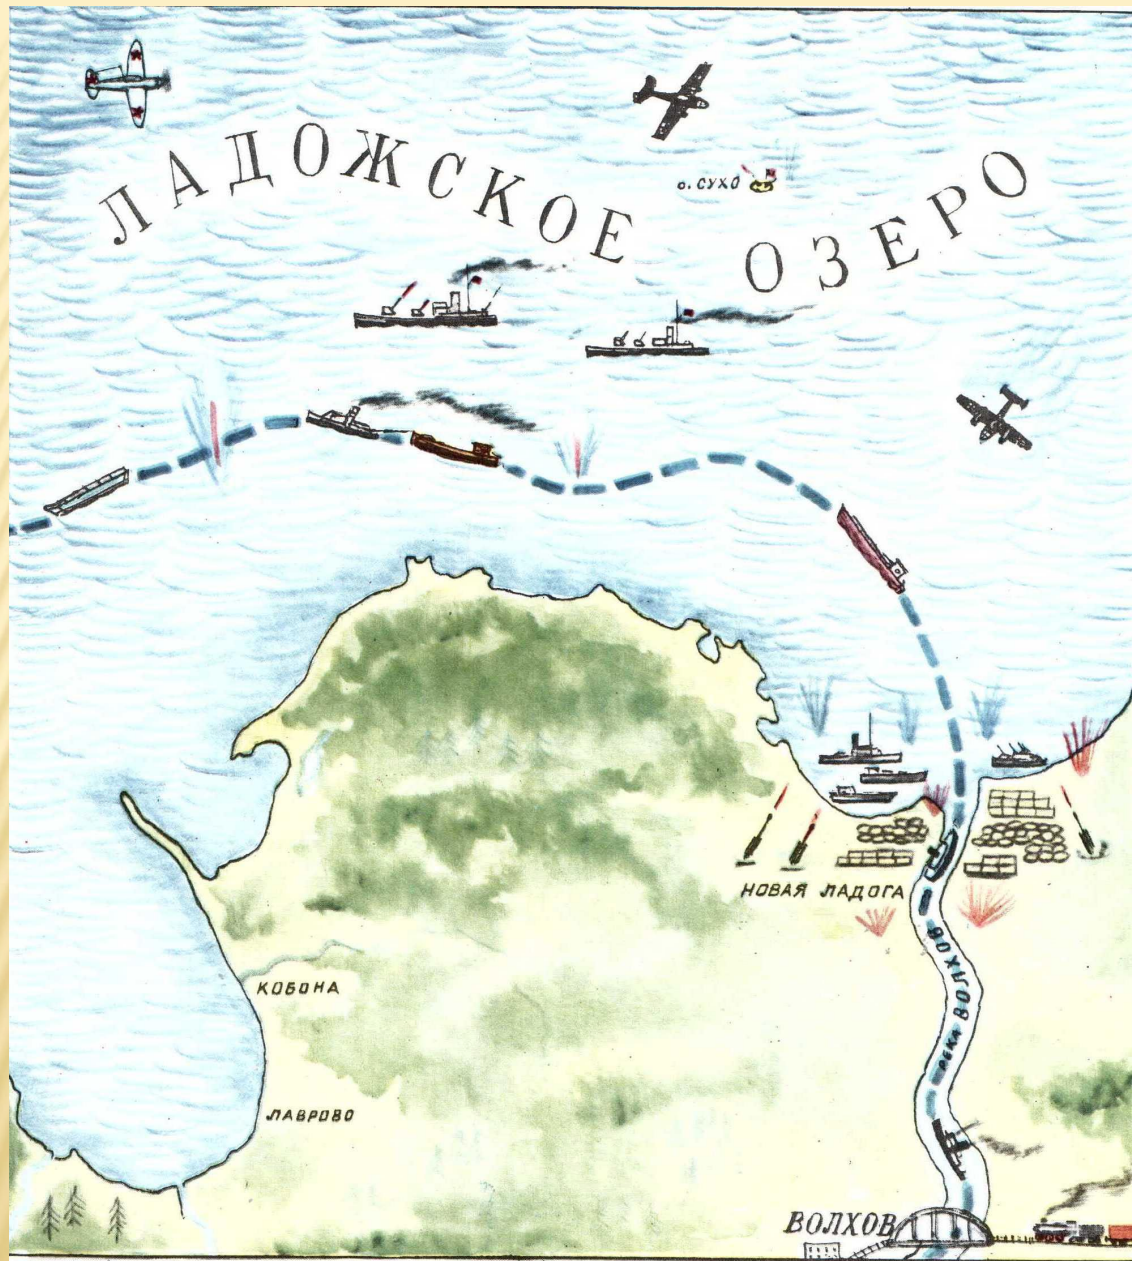 ЛАДОЖСКОЕ ОЗЕРО
о. СУХО
НОВАЯ ЛАДОГА
РЕКА ВОЛХОВ
КОБОНА
ЛАВРОВО
ВОЛХОВ